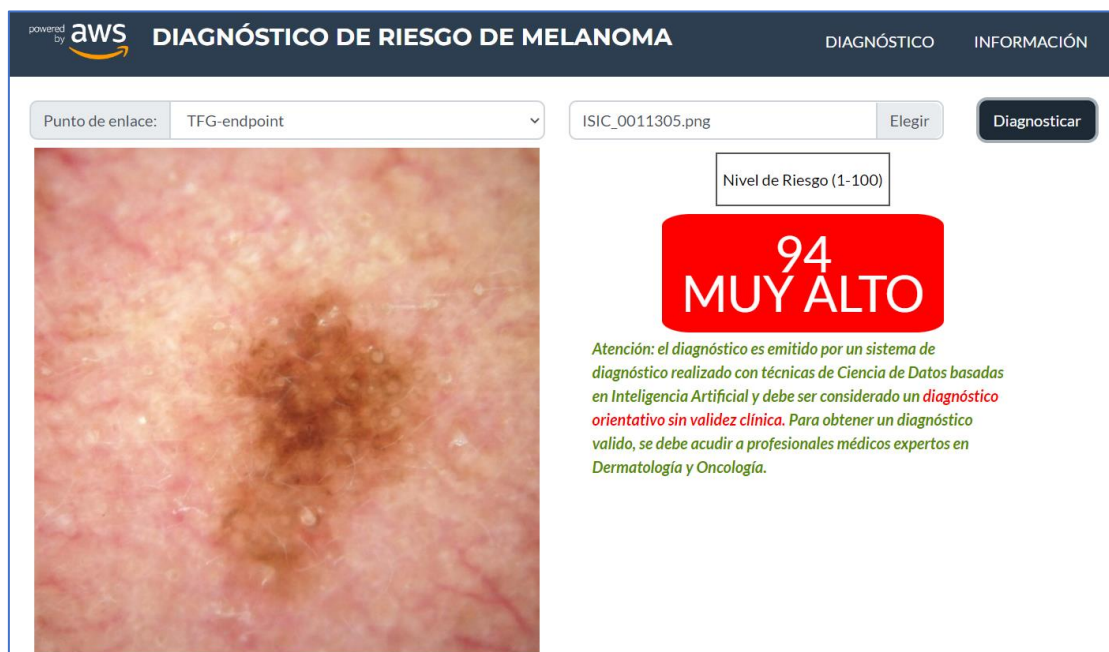 powered by aws DIAGNÓSTICO DE RIESGO DE MELANOMA DIAGNÓSTICO INFORMACIÓN
Punto de enlace: TFG-endpoint ISIC_0011305.png Elegir Diagnosticar
Nivel de Riesgo (1-100)
94
MUY ALTO
Atención: el diagnóstico es emitido por un sistema de
diagnóstico realizado con técnicas de Ciencia de Datos basadas
en Inteligencia Artificial y debe ser considerado un diagnóstico
orientativo sin validez clínica. Para obtener un diagnóstico
valido, se debe acudir a profesionales médicos expertos en
Dermatología y Oncología.